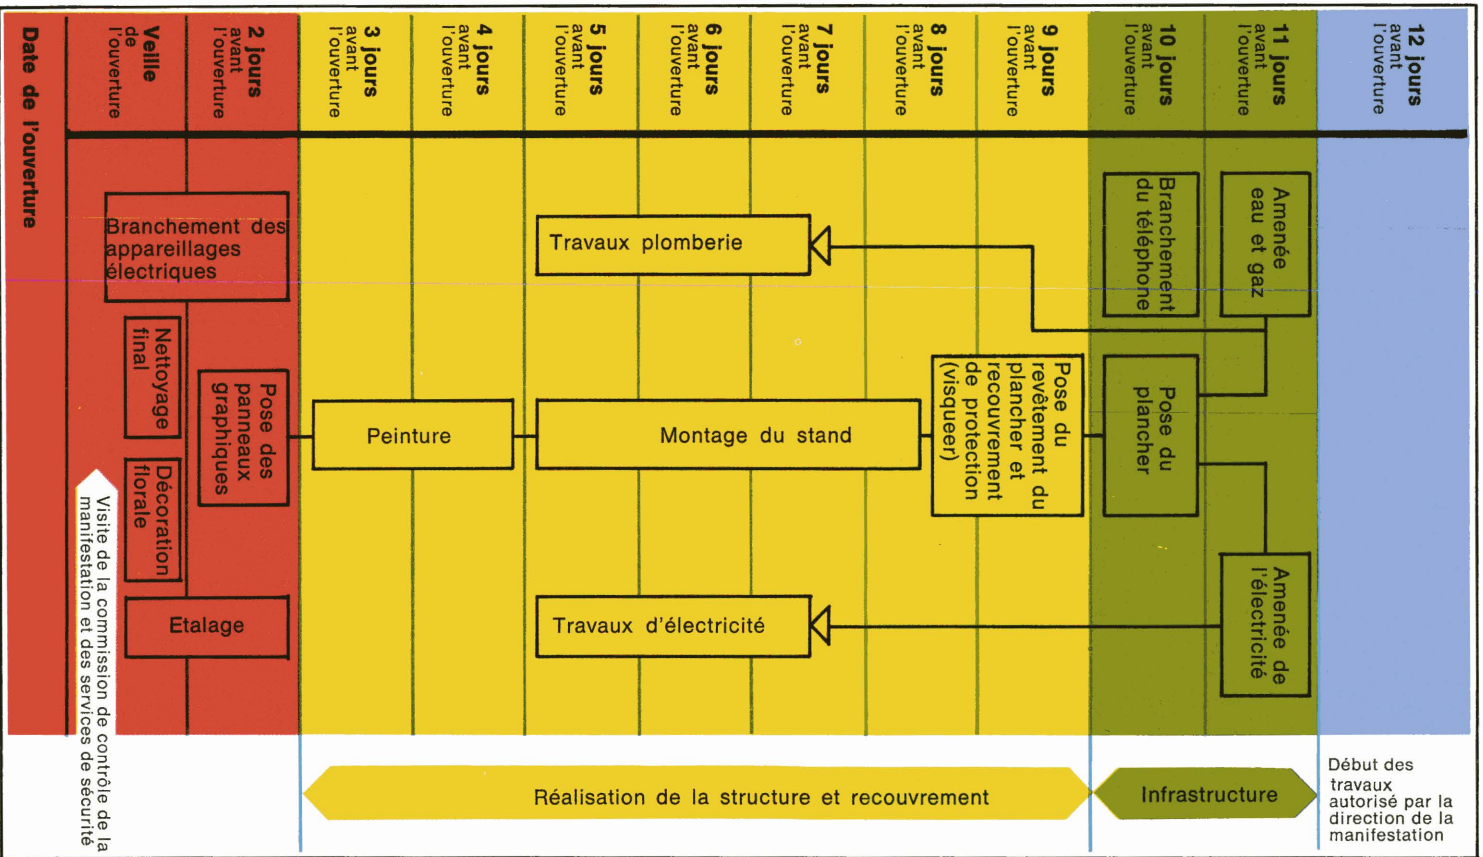 Date de l'ouverture
Veille
de
l'ouverture
2 jours
avant
l'ouverture
3 jours
avant
l'ouverture
4 jours
avant
l'ouverture
5 jours
avant
l'ouverture
6 jours
avant
l'ouverture
7 jours
avant
l'ouverture
8 jours
avant
l'ouverture
9 jours
avant
l'ouverture
10 jours
avant
l'ouverture
11 jours
avant
l'ouverture
12 jours
avant
l'ouverture
Branchement des
appareillages
électriques
Travaux plomberie
Branchement
du téléphone
Amenée
eau et gaz
Nettoyage
final
Pose des
panneaux
graphiques
Peinture
Montage du stand
Pose du
revêtement du
plancher et
recouvrement
de protection
(visqueer)
Pose du
plancher
Décoration
florale
Etalage
Travaux d'électricité
Amenée de
l'électricité
Visite de la commission de contrôle de la
manifestation et des services de sécurité
Réalisation de la structure et recouvrement
Infrastructure
Début des
travaux
autorisé par la
direction de la
manifestation